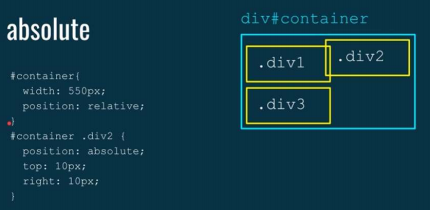 absolute
#container{
width: 550px;
position: relative;
}
#container .div2 {
position: absolute;
top: 10px;
right: 10px;
}
div#container
.div1
.div2
.div3